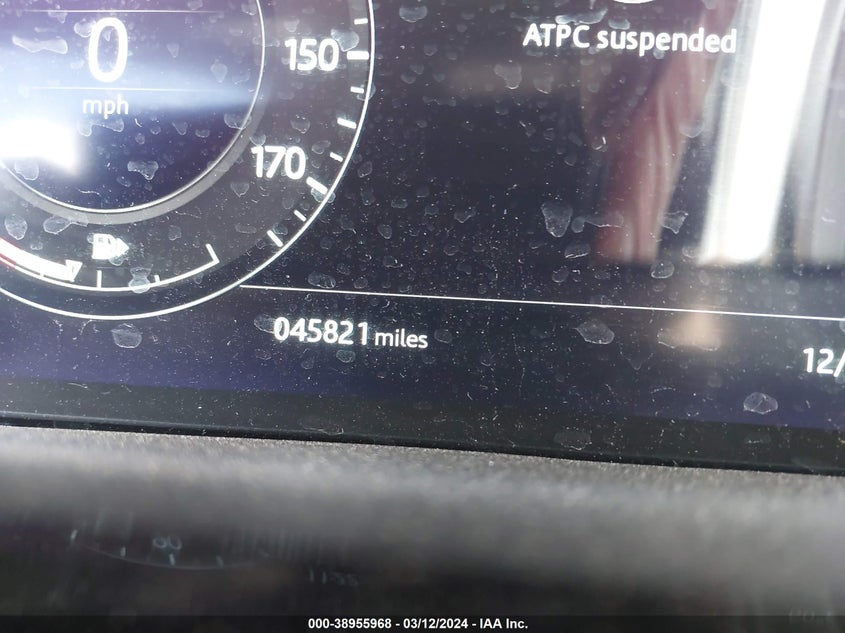 0
mph
150
170
ATPC suspended
045821 miles
12/
000-38955968 - 03/12/2024 - IAA Inc.